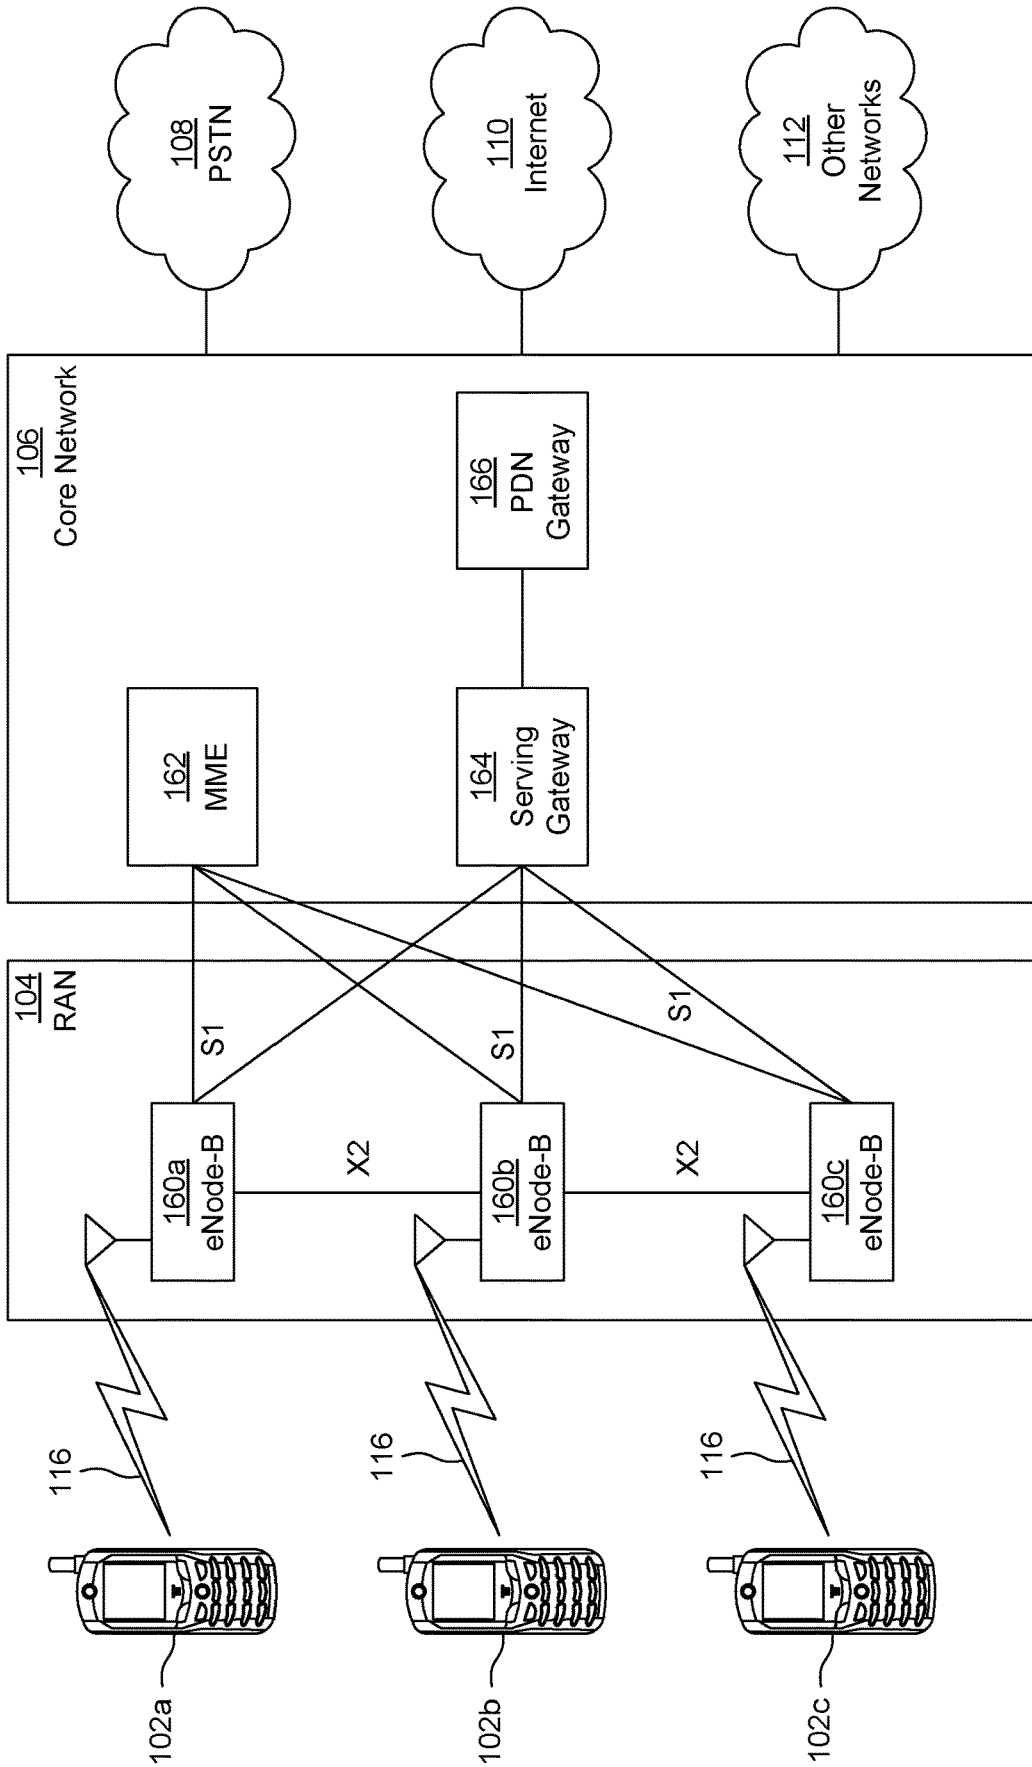 102a
102b
102c
116
116
116
104
RAN
160a
eNode-B
160b
eNode-B
160c
eNode-B
X2
X2
S1
S1
S1
106
Core Network
162
MME
164
Serving
Gateway
166
PDN
Gateway
108
PSTN
110
Internet
112
Other
Networks